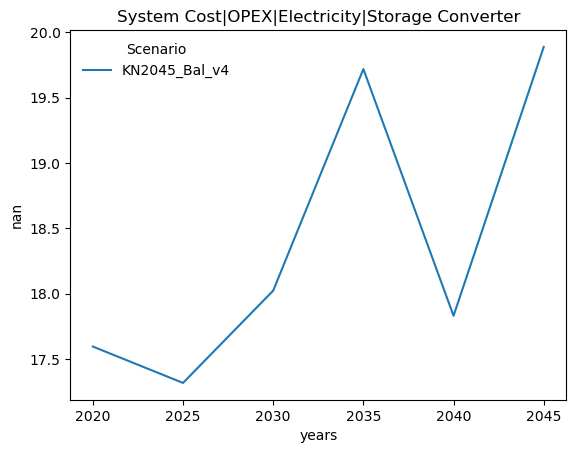 System Cost|OPEX|Electricity|Storage Converter
Scenario
KN2045_Bal_v4
20.0
19.5
19.0
18.5
18.0
17.5
nan
2020 2025 2030 2035 2040 2045
years